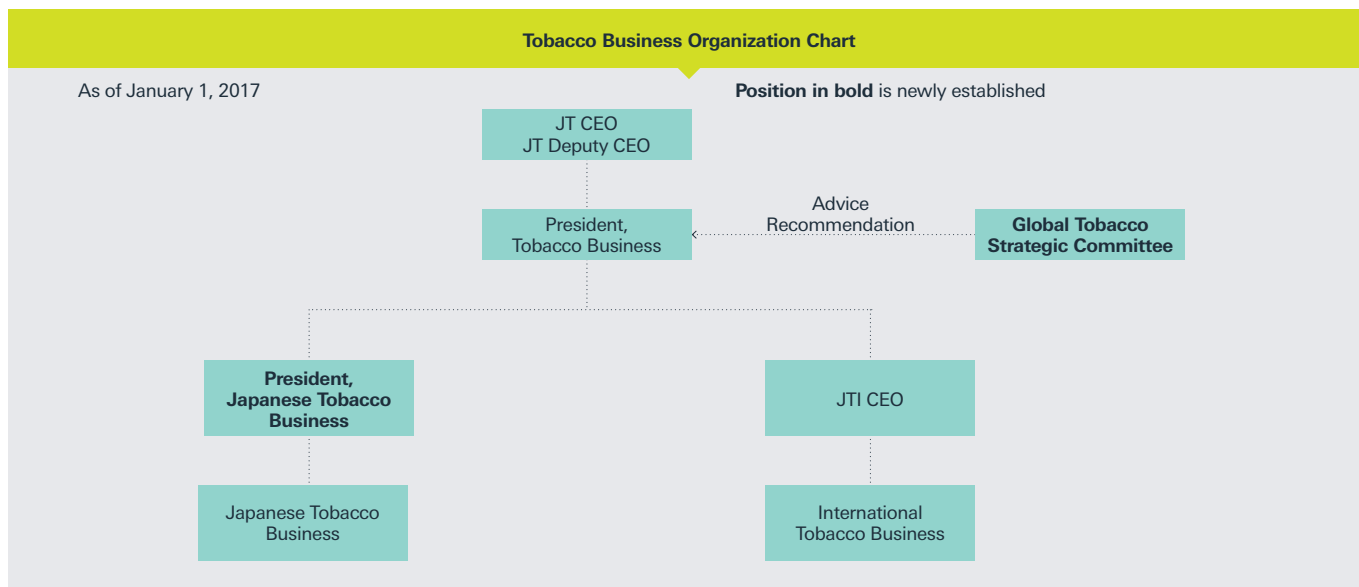 Tobacco Business Organization Chart
As of January 1, 2017
Position in bold is newly established
JT CEO
JT Deputy CEO
President,
Tobacco Business
Advice
Recommendation
Global Tobacco
Strategic Committee
President,
Japanese Tobacco
Business
JTI CEO
Japanese Tobacco
Business
International
Tobacco Business